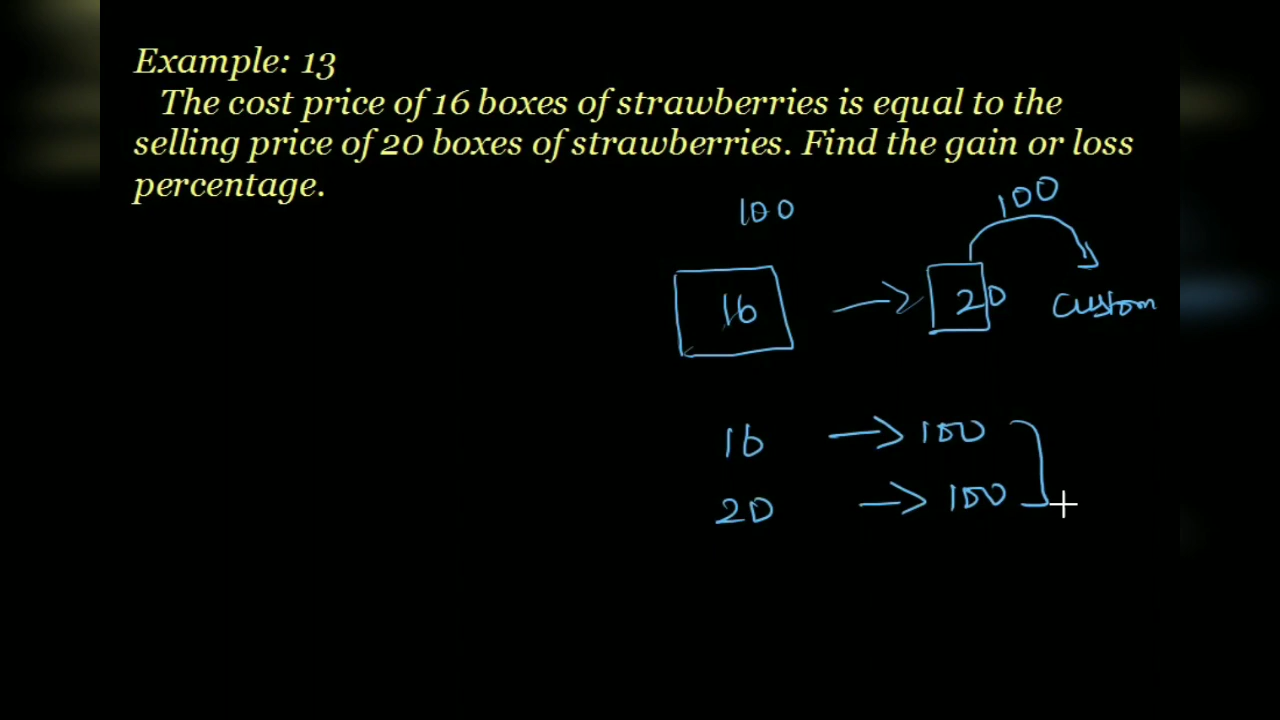 Example: 13
The cost price of 16 boxes of strawberries is equal to the
selling price of 20 boxes of strawberries. Find the gain or loss
percentage.
100
100
16 → 20 custom
16 → 100
20 → 100